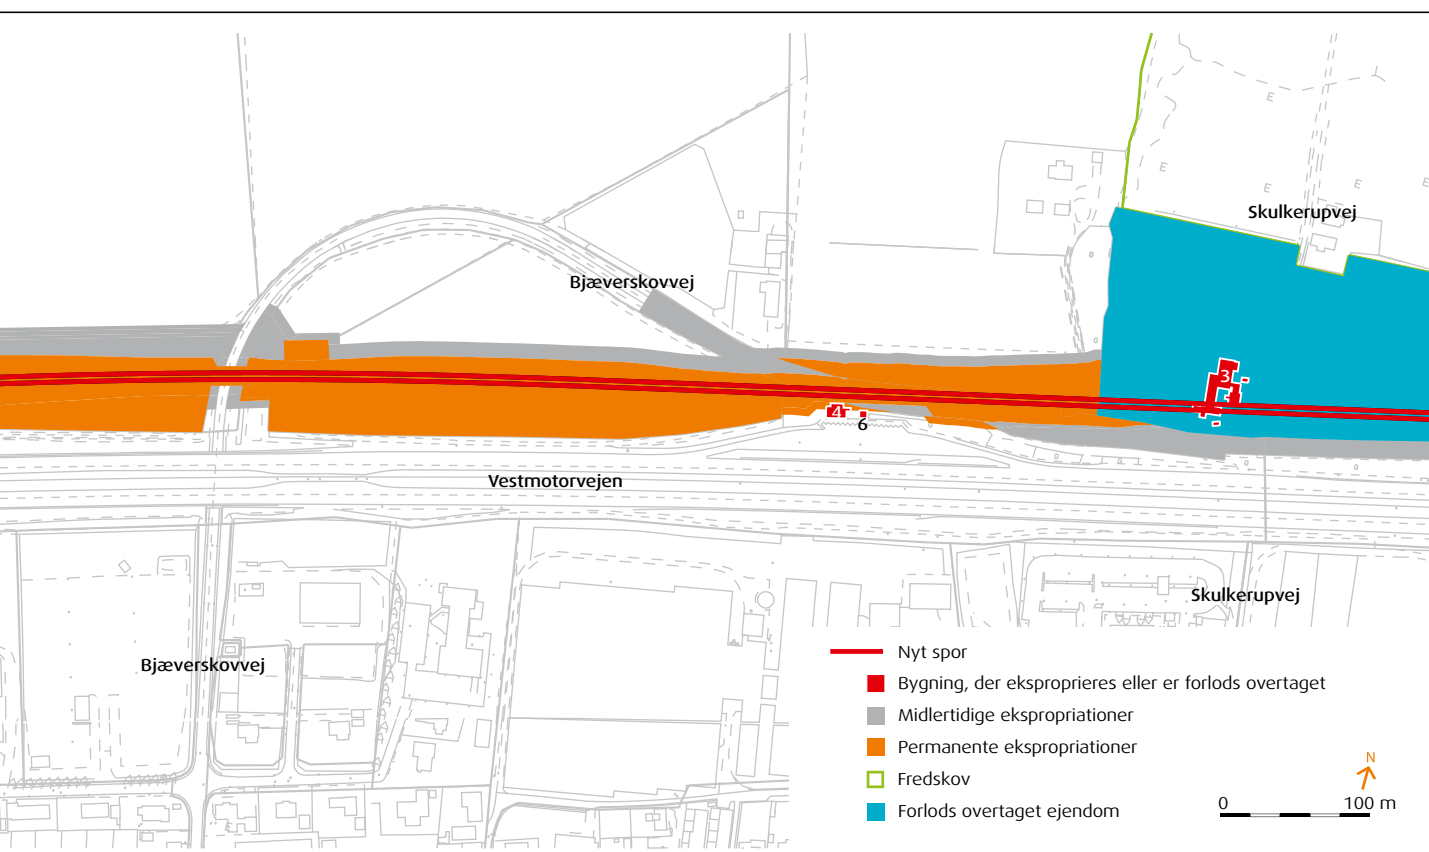 E
E
E
E
E
Skulkerupvej
Bjæverskovvej
3
4
6
Vestmotorvejen
Skulkerupvej
Bjæverskovvej
Nyt spor
Bygning, der eksproprieres eller er forlods overtaget
Midlertidige ekspropriationer
Permanente ekspropriationer
Fredskov
Forlods overtaget ejendom
N
0 100 m